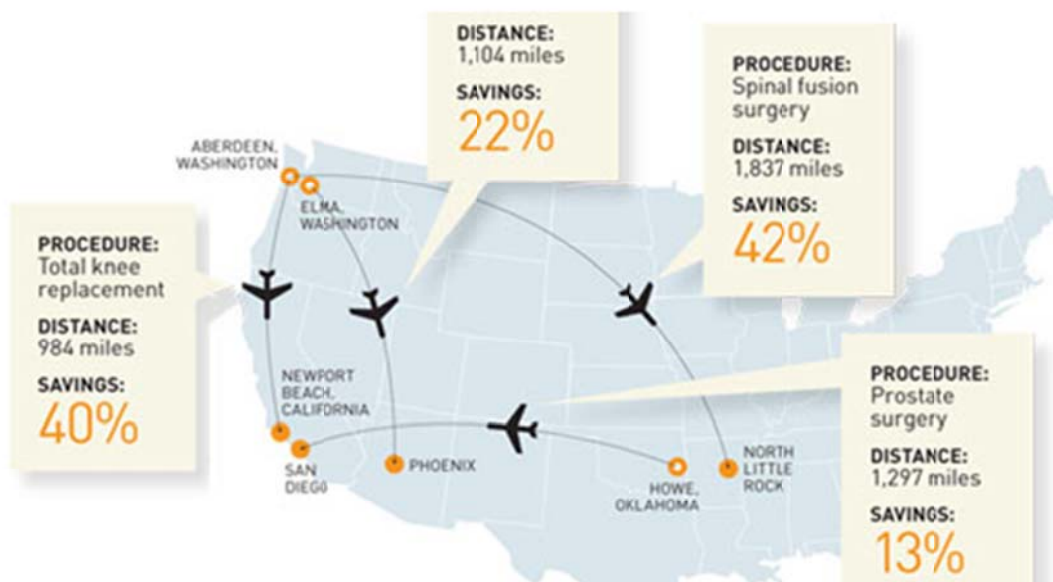 DISTANCE:
1,104 miles
SAVINGS:
22%
PROCEDURE:
Spinal fusion
surgery
DISTANCE:
1,837 miles
SAVINGS:
42%
ABERDEEN,
WASHINGTON
ELMA,
WASHINGTON
PROCEDURE:
Total knee
replacement
DISTANCE:
984 miles
SAVINGS:
40%
NEWPORT
BEACH,
CALIFORNIA
SAN
DIEGO
PHOENIX
HOWE,
OKLAHOMA
NORTH
LITTLE
ROCK
PROCEDURE:
Prostate
surgery
DISTANCE:
1,297 miles
SAVINGS:
13%